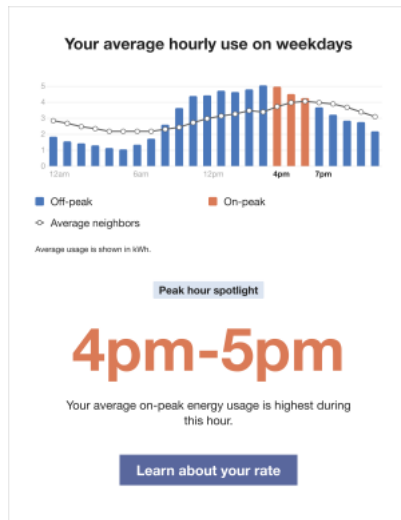 Your average hourly use on weekdays
5
4
3
2
1
0
12am 6am 12pm 4pm 7pm
Off-peak On-peak
Average neighbors
Average usage is shown in kWh.
Peak hour spotlight
4pm-5pm
Your average on-peak energy usage is highest during
this hour.
Learn about your rate